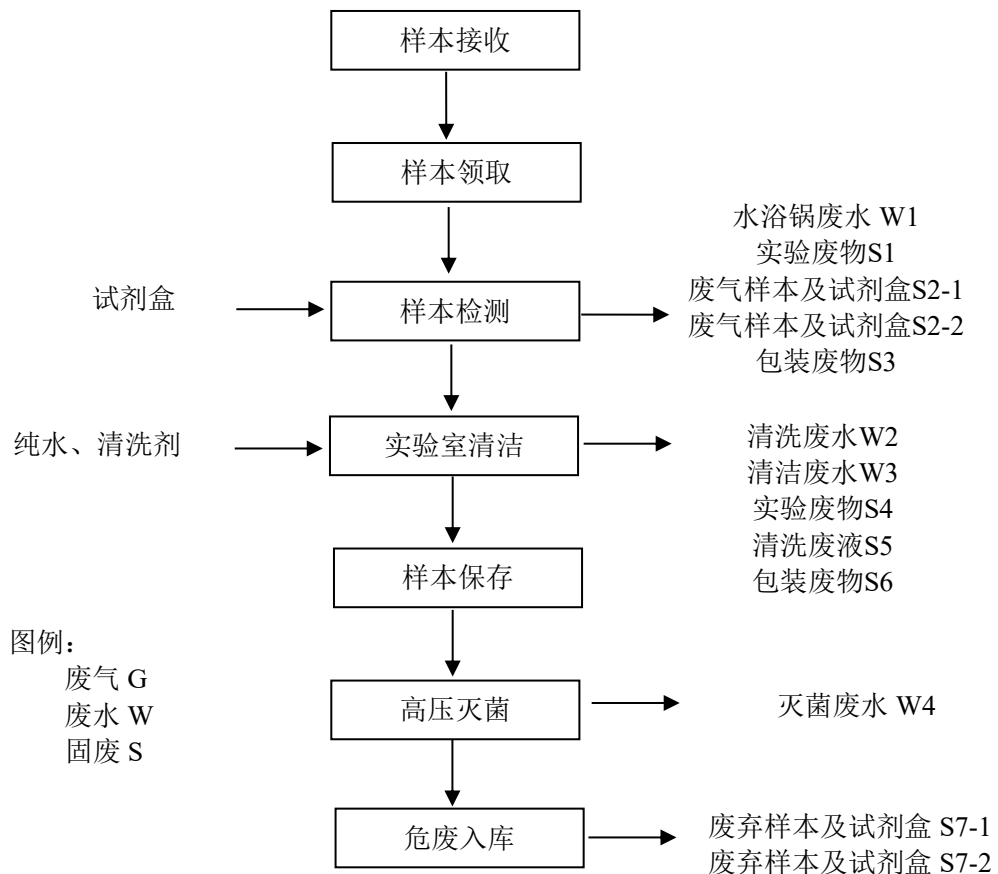 样本接收
样本领取
水浴锅废水 W1
实验废物S1
废气样本及试剂盒S2-1
废气样本及试剂盒S2-2
包装废物S3
试剂盒
样本检测
纯水、清洗剂
实验室清洁
清洗废水W2
清洁废水W3
实验废物S4
清洗废液S5
包装废物S6
样本保存
图例：
废气 G
废水 W
固废 S
高压灭菌
灭菌废水 W4
危废入库
废弃样本及试剂盒 S7-1
废弃样本及试剂盒 S7-2